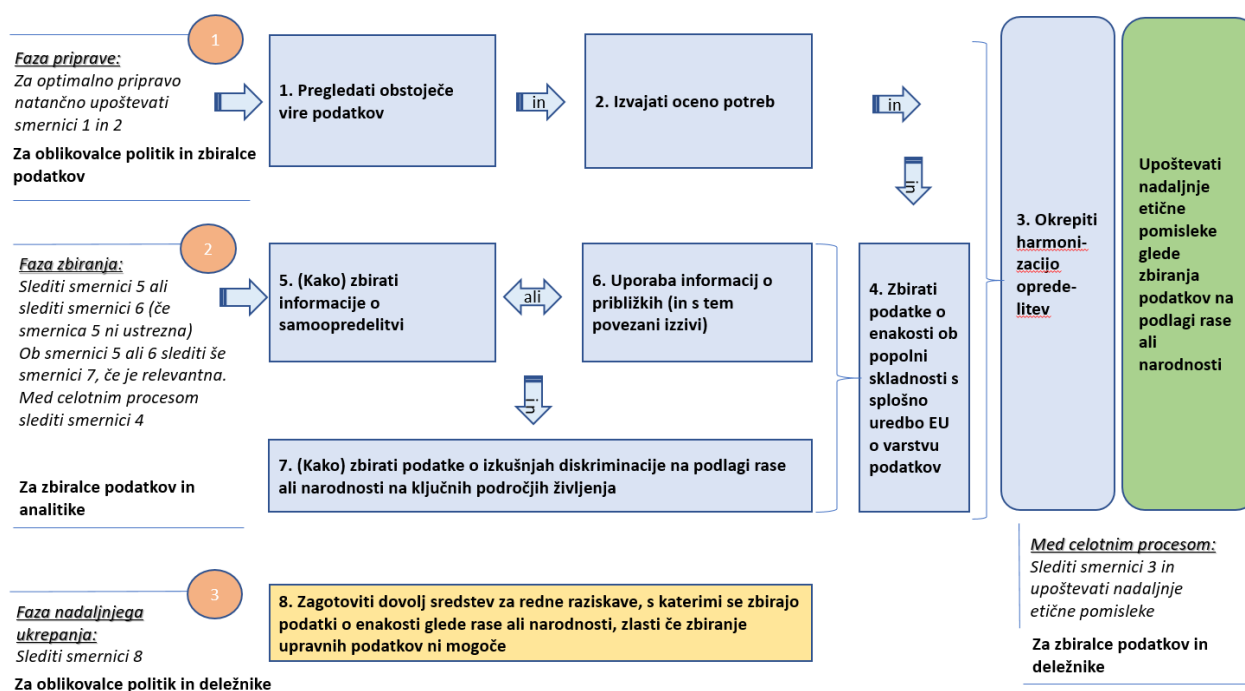 1
Faza priprave:
Za optimalno pripravo
natančno upoštevati
smernici 1 in 2
Za oblikovalce politik in zbiralce
podatkov
1. Pregledati obstoječe
vire podatkov
in
2. Izvajati oceno potreb
in
in
2
Faza zbiranja:
Slediti smernici 5 ali
slediti smernici 6 (če
smernica 5 ni ustrezna)
Ob smernici 5 ali 6 slediti še
smernici 7, če je relevantna.
Med celotnim procesom
slediti smernici 4
Za zbiralce podatkov in
analitike
5. (Kako) zbirati
informacije o
samoopredelitvi
ali
6. Uporaba informacij o
približkih (in s tem
povezani izzivi)
in
7. (Kako) zbirati podatke o izkušnjah diskriminacije na podlagi rase
ali narodnosti na ključnih področjih življenja
4. Zbirati
podatke o
enakosti ob
popolni
skladnosti s
splošno
uredbo EU
o varstvu
podatkov
3. Okrepiti
harmoni-
zacijo
oprede-
litev
Upoštevati
nadaljnje
etične
pomisleke
glede
zbiranja
podatkov na
podlagi rase
ali
narodnosti
Med celotnim procesom:
Slediti smernici 3 in
upoštevati nadaljnje
etične pomisleke
Za zbiralce podatkov in
deležnike
3
Faza nadaljnjega
ukrepanja:
Slediti smernici 8
Za oblikovalce politik in deležnike
8. Zagotoviti dovolj sredstev za redne raziskave, s katerimi se zbirajo
podatki o enakosti glede rase ali narodnosti, zlasti če zbiranje
upravnih podatkov ni mogoče